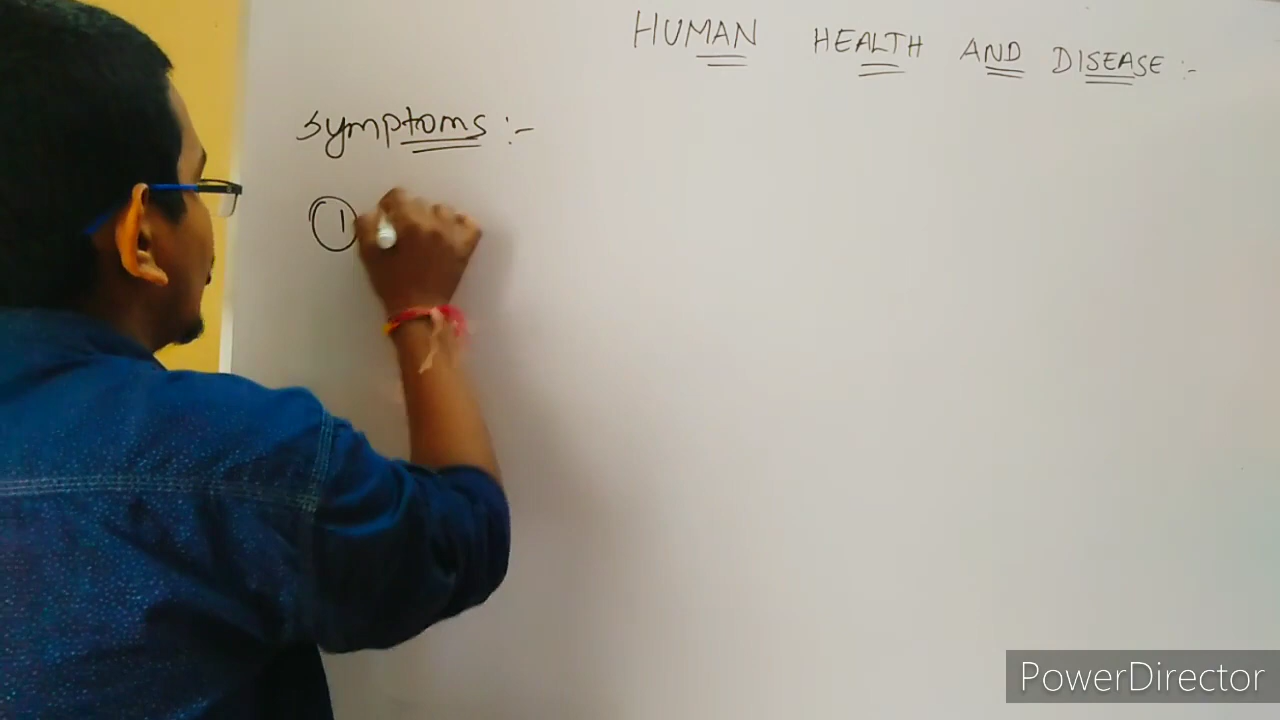 HUMAN HEALTH AND DISEASE :-
Symptoms :-
1
PowerDirector